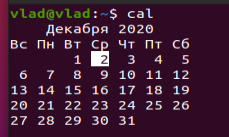 vlad@vlad:~$ cal
Декабря 2020
Вс Пн Вт Ср Чт Пт Сб
1 2 3 4 5
6 7 8 9 10 11 12
13 14 15 16 17 18 19
20 21 22 23 24 25 26
27 28 29 30 31